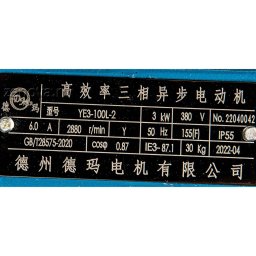 高效率三相异步电动机
德玛
型号 YE3-100L-2 3 kW 380 V No.22040042
6.0 A 2880 r/min Y 50 Hz 155(F) IP55
GB/T28575-2020 cosφ 0.87 IE3-87.1 30 Kg 2022-04
德州德玛电机有限公司